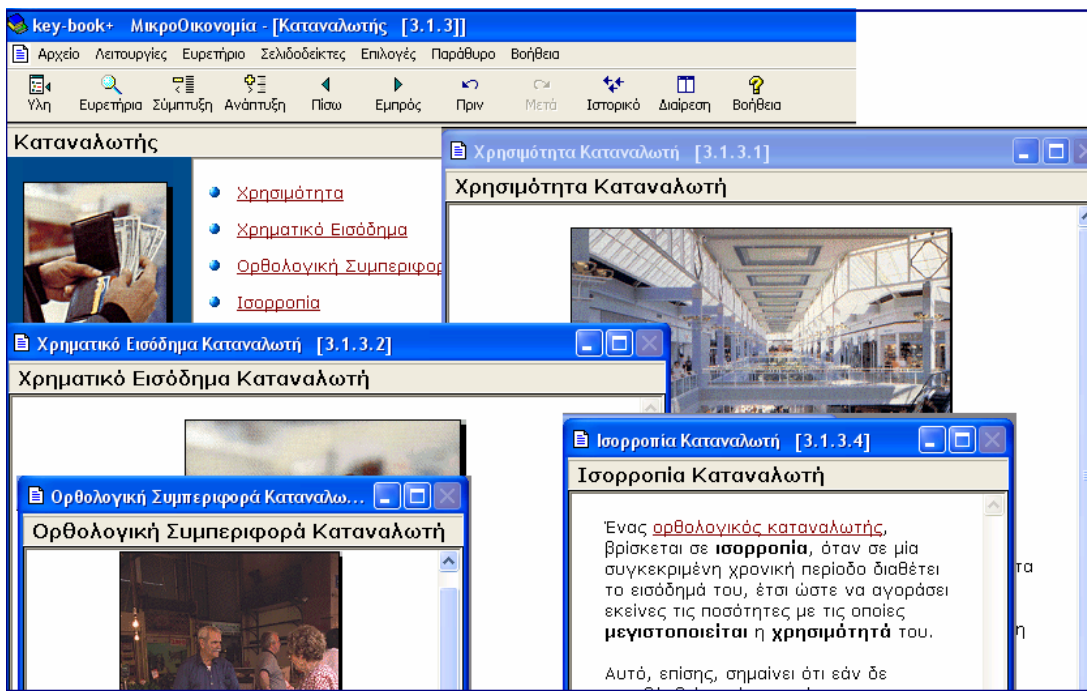 key-book+ ΜικροΟικονομία - [Καταναλωτής [3.1.3]]
Αρχείο Λειτουργίες Ευρετήριο Σελιδοδείκτες Επιλογές Παράθυρο Βοήθεια
Ύλη Ευρετήρια Σύμπτυξη Ανάπτυξη Πίσω Εμπρός Πριν Μετά Ιστορικό Διαίρεση Βοήθεια
Καταναλωτής
Χρησιμότητα
Χρηματικό Εισόδημα
Ορθολογική Συμπεριφορ
Ισορροπία
Χρησιμότητα Καταναλωτή [3.1.3.1]
Χρησιμότητα Καταναλωτή
Χρηματικό Εισόδημα Καταναλωτή [3.1.3.2]
Χρηματικό Εισόδημα Καταναλωτή
Ορθολογική Συμπεριφορά Καταναλω...
Ορθολογική Συμπεριφορά Καταναλωτή
Ισορροπία Καταναλωτή [3.1.3.4]
Ισορροπία Καταναλωτή
Ένας ορθολογικός καταναλωτής,
βρίσκεται σε ισορροπία, όταν σε μία
συγκεκριμένη χρονική περίοδο διαθέτει
το εισόδημά του, έτσι ώστε να αγοράσει
εκείνες τις ποσότητες με τις οποίες
μεγιστοποιείται η χρησιμότητά του.
Αυτό, επίσης, σημαίνει ότι εάν δε
τα
η